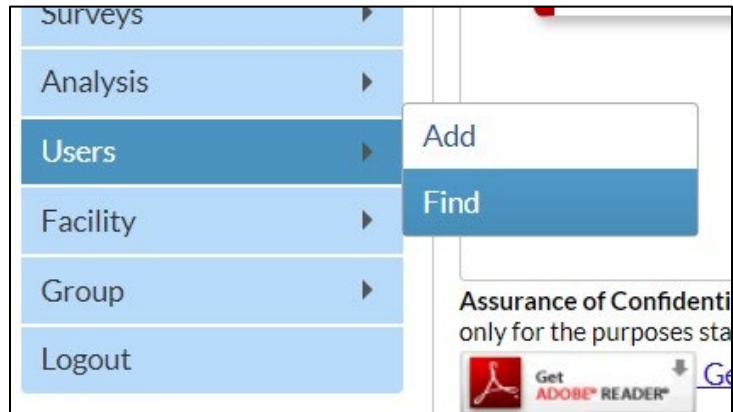 Surveys
Analysis
Users
Add
Find
Facility
Group
Logout
Assurance of Confidenti
only for the purposes sta
Get
ADOBE® READER®
Ge